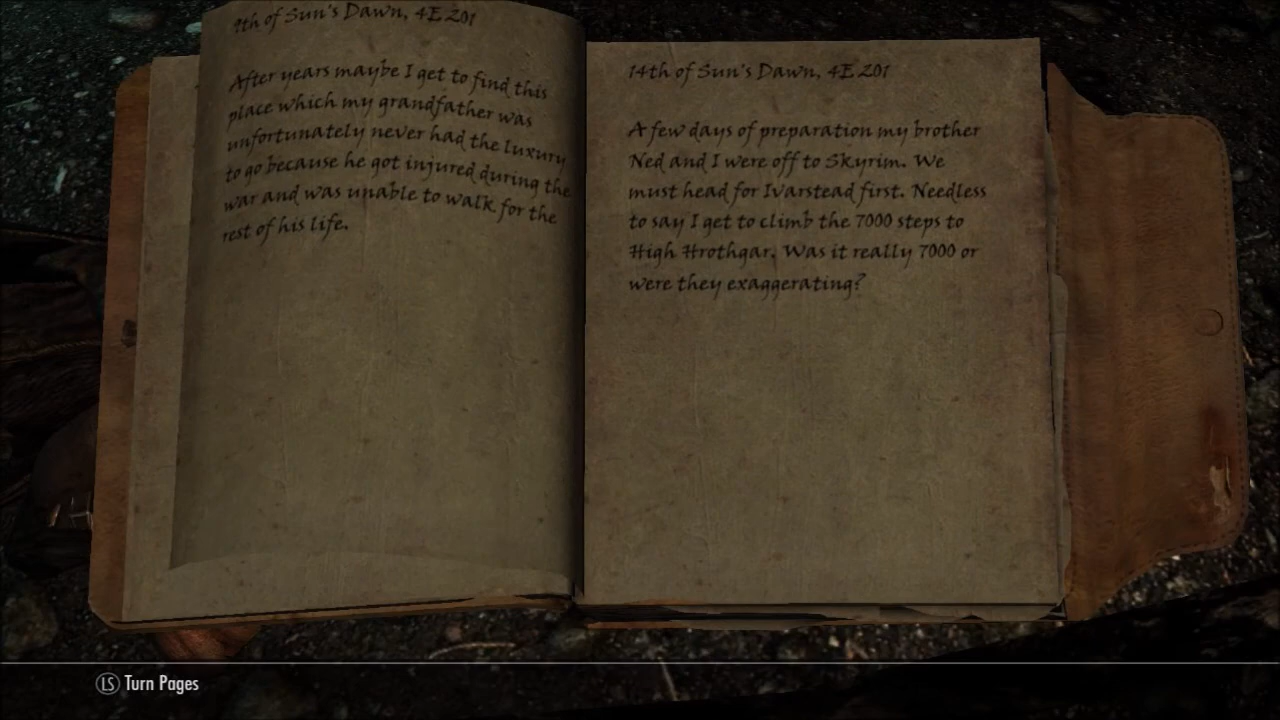 9th of Sun's Dawn, 4E 201
After years maybe I get to find this
place which my grandfather was
unfortunately never had the luxury
to go because he got injured during the
war and was unable to walk for the
rest of his life.
14th of Sun's Dawn, 4E 201
A few days of preparation my brother
Ned and I were off to Skyrim. We
must head for Ivarstead first. Needless
to say I get to climb the 7000 steps to
High Hrothgar. Was it really 7000 or
were they exaggerating?
LS Turn Pages